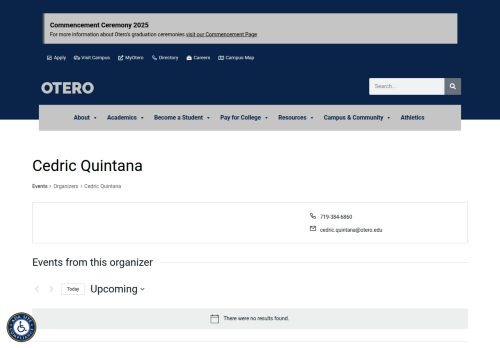 Commencement Ceremony 2025
For more information about Otero's graduation ceremonies visit our Commencement Page
Apply Visit Campus MyOtero Directory Careers Campus Map
OTERO
Search...
About Academics Become a Student Pay for College Resources Campus & Community Athletics
Cedric Quintana
Events Organizers Cedric Quintana
719-384-6860
cedric.quintana@otero.edu
Events from this organizer
Today Upcoming
There were no results found.